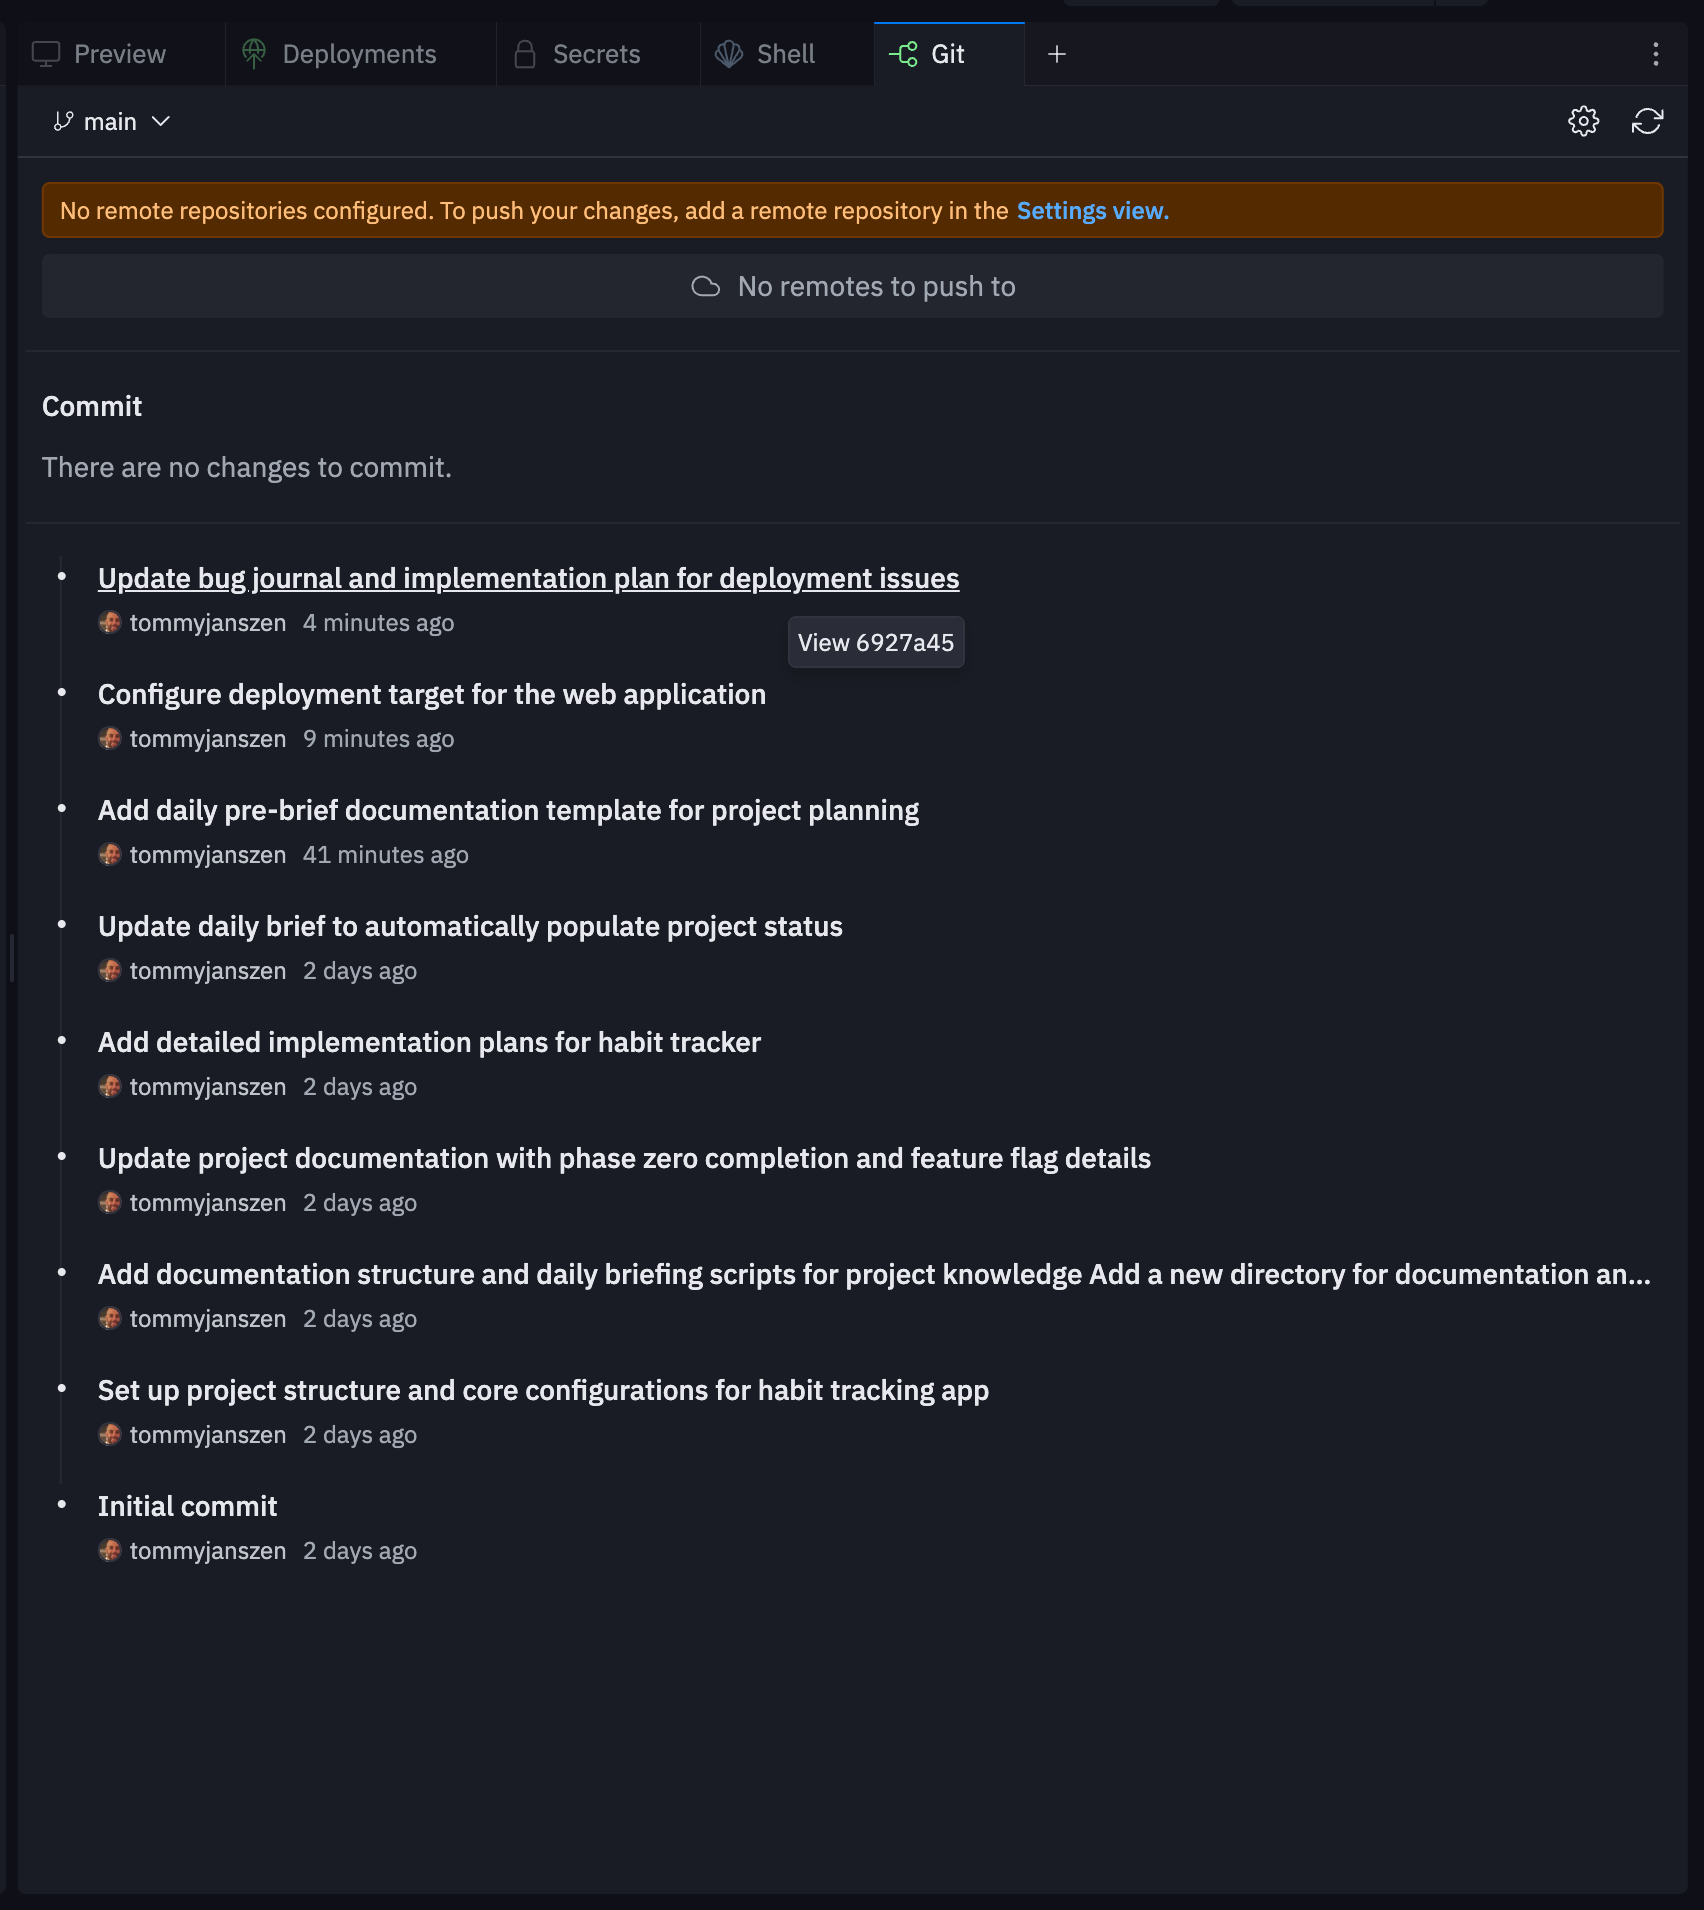 Preview
Deployments
Secrets
Shell
Git
main
No remote repositories configured. To push your changes, add a remote repository in the Settings view.
No remotes to push to
Commit
There are no changes to commit.
Update bug journal and implementation plan for deployment issues
tommyjanszen 4 minutes ago
View 6927a45
Configure deployment target for the web application
tommyjanszen 9 minutes ago
Add daily pre-brief documentation template for project planning
tommyjanszen 41 minutes ago
Update daily brief to automatically populate project status
tommyjanszen 2 days ago
Add detailed implementation plans for habit tracker
tommyjanszen 2 days ago
Update project documentation with phase zero completion and feature flag details
tommyjanszen 2 days ago
Add documentation structure and daily briefing scripts for project knowledge Add a new directory for documentation an...
tommyjanszen 2 days ago
Set up project structure and core configurations for habit tracking app
tommyjanszen 2 days ago
Initial commit
tommyjanszen 2 days ago